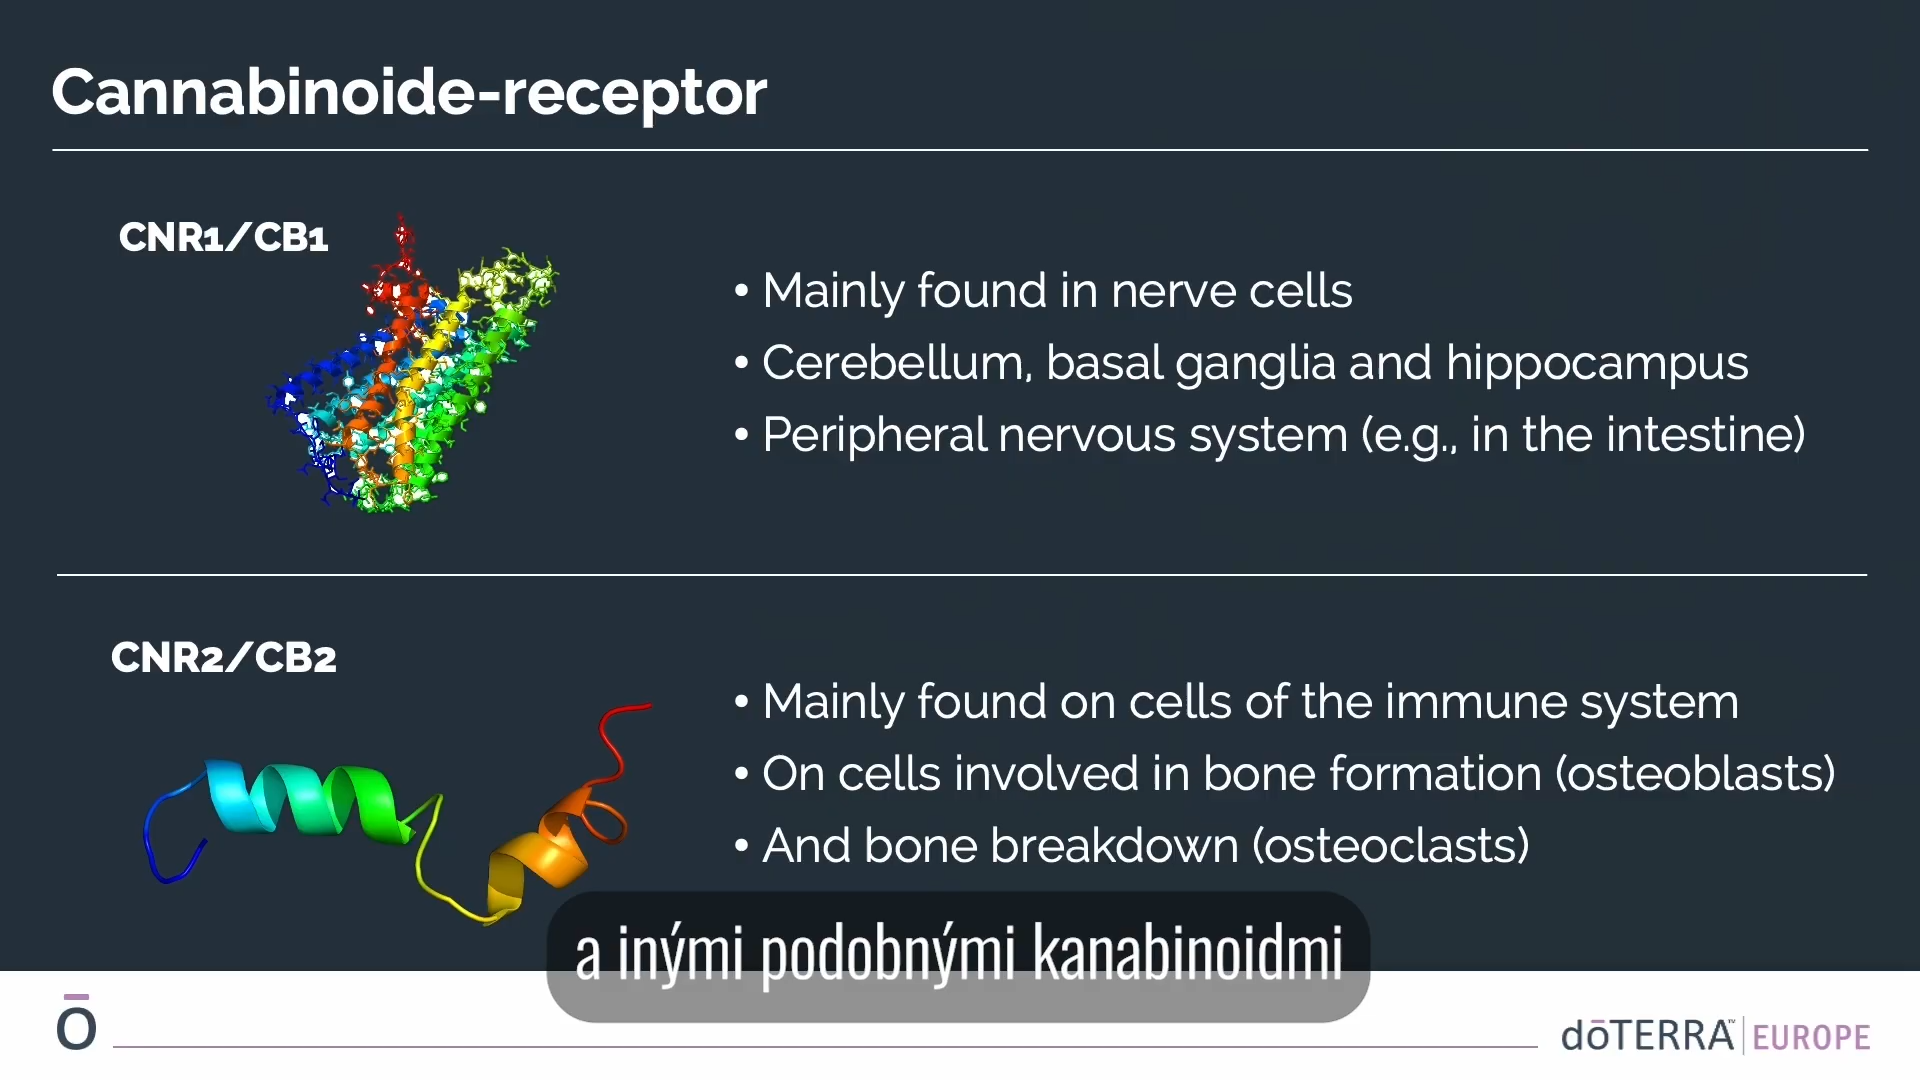 Cannabinoide-receptor
CNR1/CB1
• Mainly found in nerve cells
• Cerebellum, basal ganglia and hippocampus
• Peripheral nervous system (e.g., in the intestine)
CNR2/CB2
• Mainly found on cells of the immune system
• On cells involved in bone formation (osteoblasts)
• And bone breakdown (osteoclasts)
a inými podobnými kanabinoidmi
ō
dōTERRA™ EUROPE